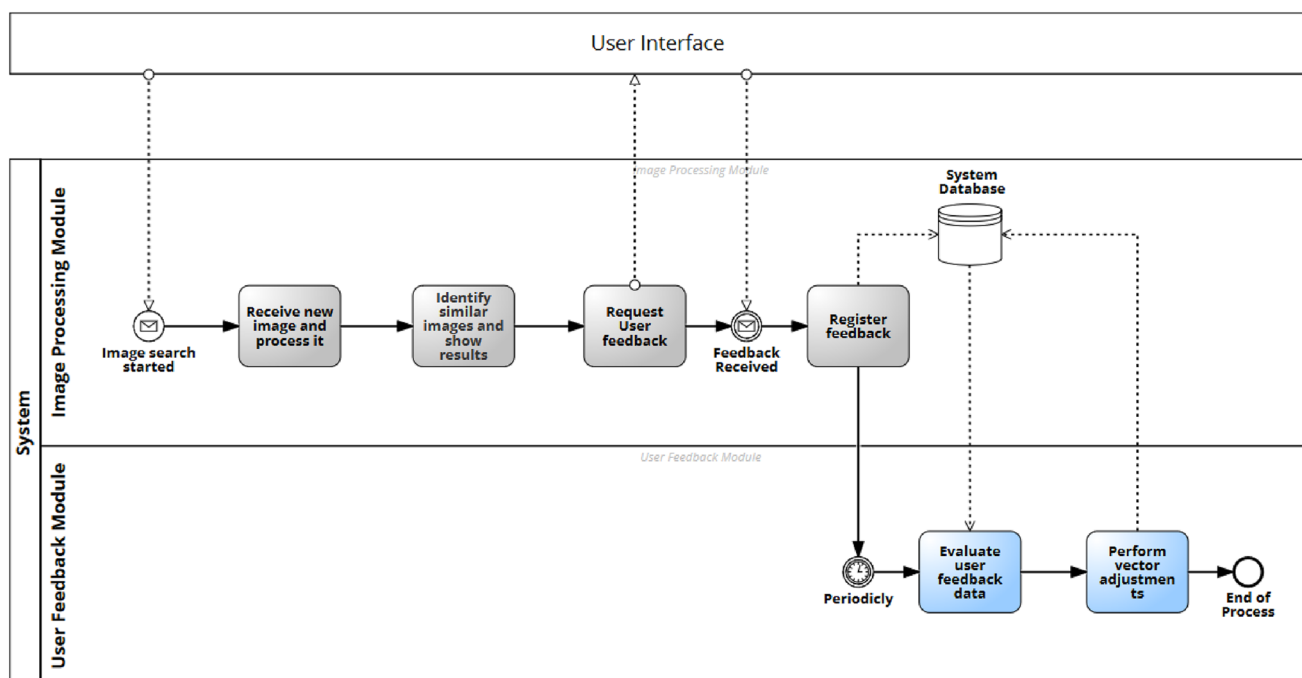 User Interface
System
Image Processing Module
Image Processing Module
System
Database
Image search
started
Receive new
image and
process it
Identify
similar
images and
show
results
Request
User
feedback
Feedback
Received
Register
feedback
User Feedback Module
User Feedback Module
Periodicly
Evaluate
user
feedback
data
Perform
vector
adjustmen
ts
End of
Process